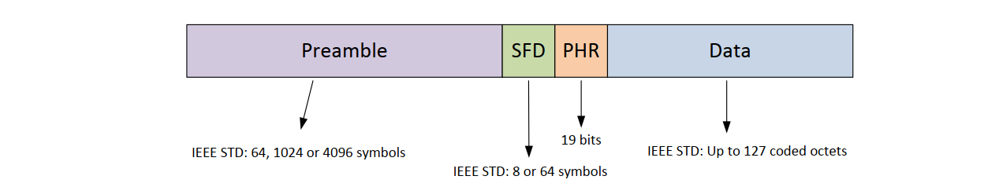 Preamble
SFD
PHR
Data
IEEE STD: 64, 1024 or 4096 symbols
IEEE STD: 8 or 64 symbols
19 bits
IEEE STD: Up to 127 coded octets